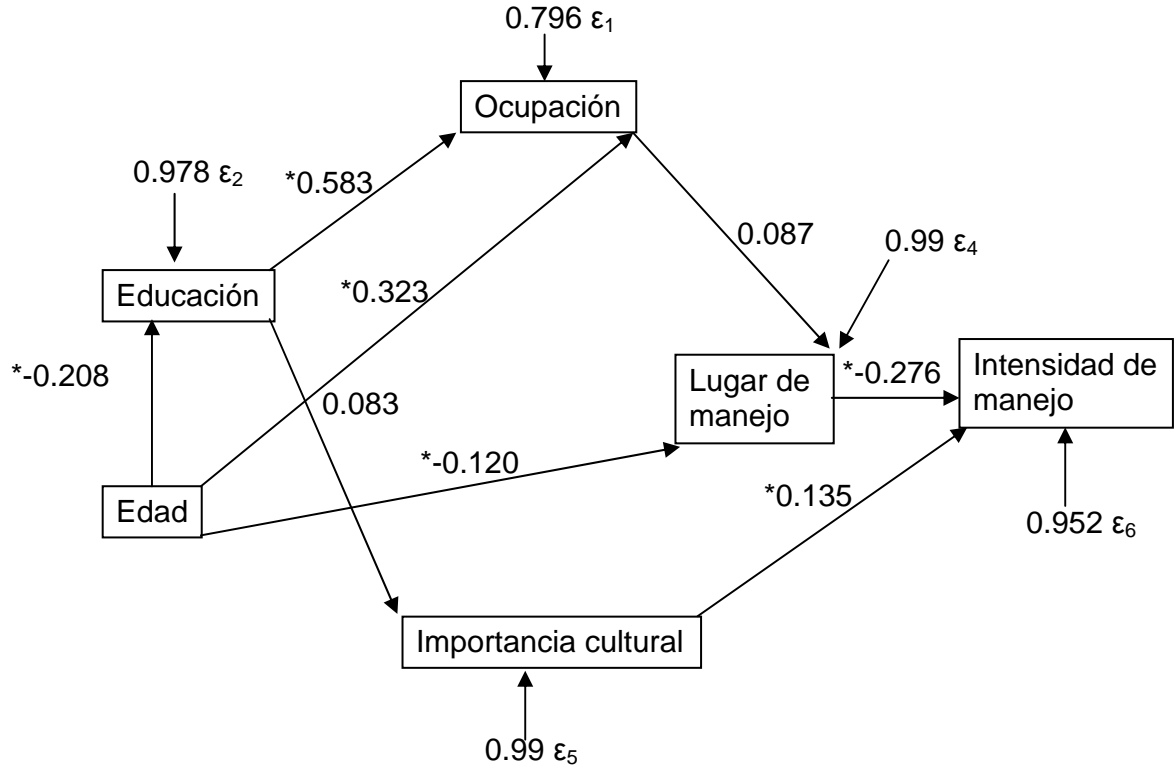 0.796 ε₁
Ocupación
0.978 ε₂
*0.583
0.087
0.99 ε₄
Educación
*0.323
*-0.208
0.083
Lugar de
manejo
*-0.276
Intensidad de
manejo
*-0.120
Edad
*0.135
0.952 ε₆
Importancia cultural
0.99 ε₅